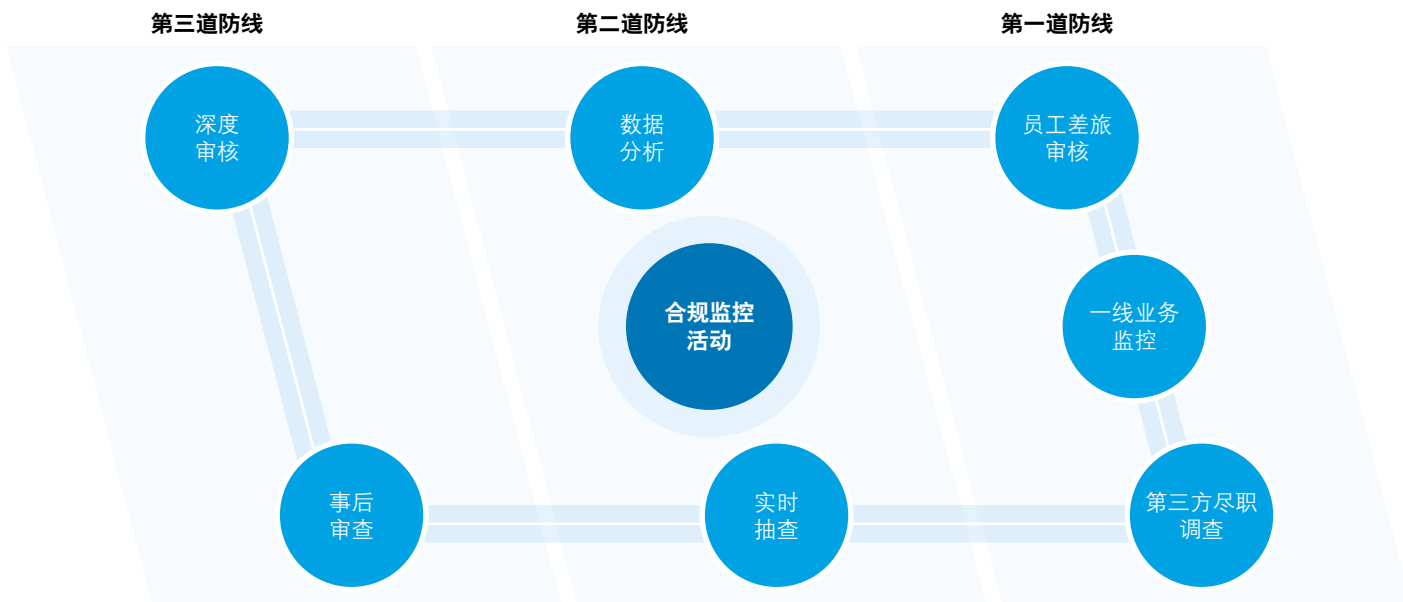 第三道防线
第二道防线
第一道防线
深度
审核
数据
分析
员工差旅
审核
合规监控
活动
一线业务
监控
事后
审查
实时
抽查
第三方尽职
调查